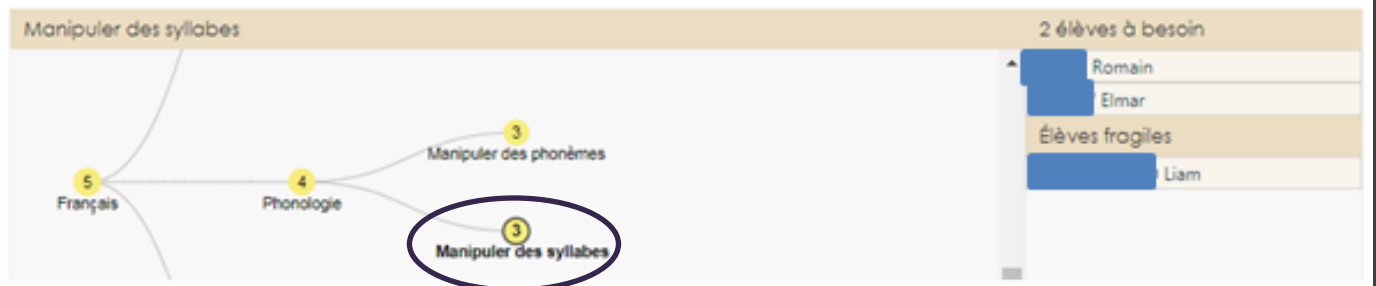 Manipuler des syllabes
2 élèves à besoin
Romain
Elmar
Élèves fragiles
Liam
3
Manipuler des phonèmes
5
Français
4
Phonologie
3
Manipuler des syllabes